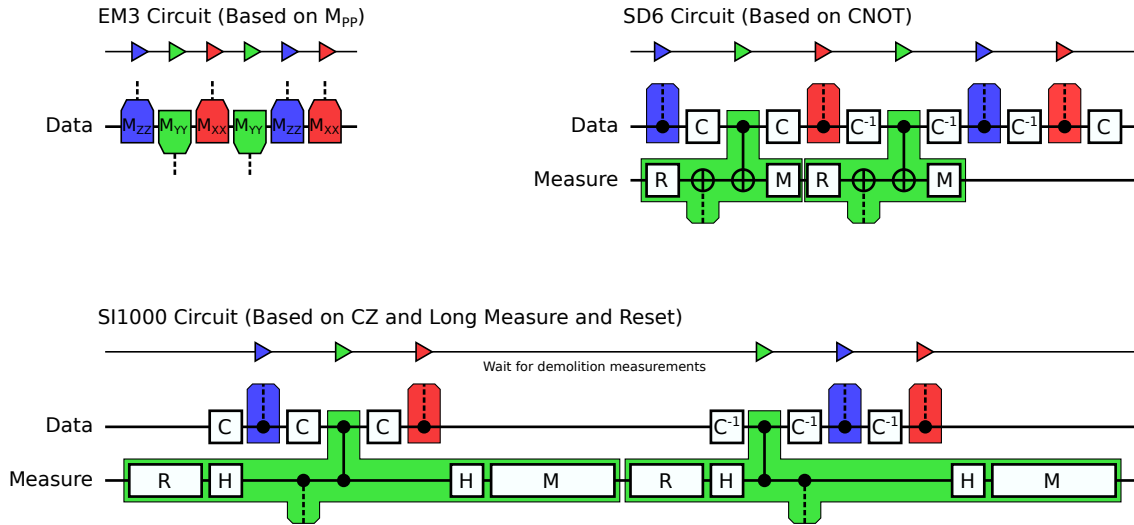 EM3 Circuit (Based on M_PP)
Data M_ZZ M_YY M_XX M_YY M_ZZ M_XX
SD6 Circuit (Based on CNOT)
Data C C C⁻¹ C⁻¹ C⁻¹ C
Measure R M R M
SI1000 Circuit (Based on CZ and Long Measure and Reset)
Wait for demolition measurements
Data C C C C⁻¹ C⁻¹ C⁻¹
Measure R H H M R H H M